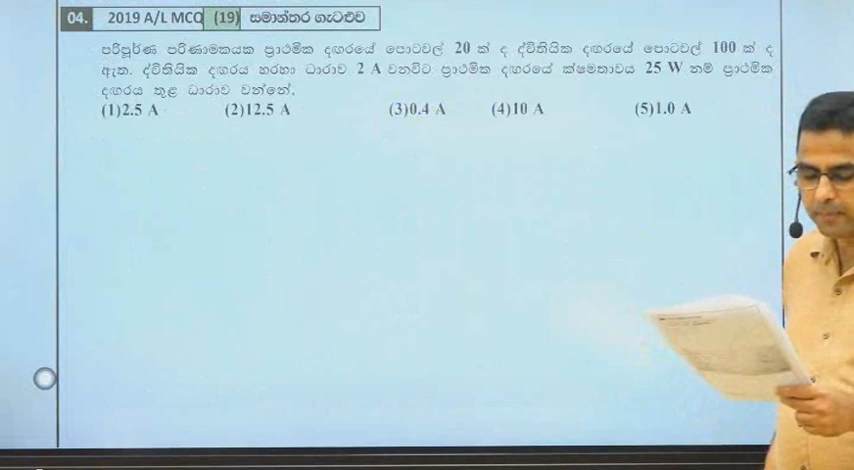 04. 2019 A/L MCQ (19) සමාන්තර ගැටළුව
පරිපූර්ණ පරිණාමකයක ප්‍රාථමික දඟරයේ පොටවල් 20 ක් ද ද්විතියික දඟරයේ පොටවල් 100 ක් ද
ඇත. ද්විතියික දඟරය හරහා ධාරාව 2 A වනවිට ප්‍රාථමික දඟරයේ ක්ෂමතාවය 25 W නම් ප්‍රාථමික
දඟරය තුළ ධාරාව වන්නේ.
(1)2.5 A (2)12.5 A (3)0.4 A (4)10 A (5)1.0 A